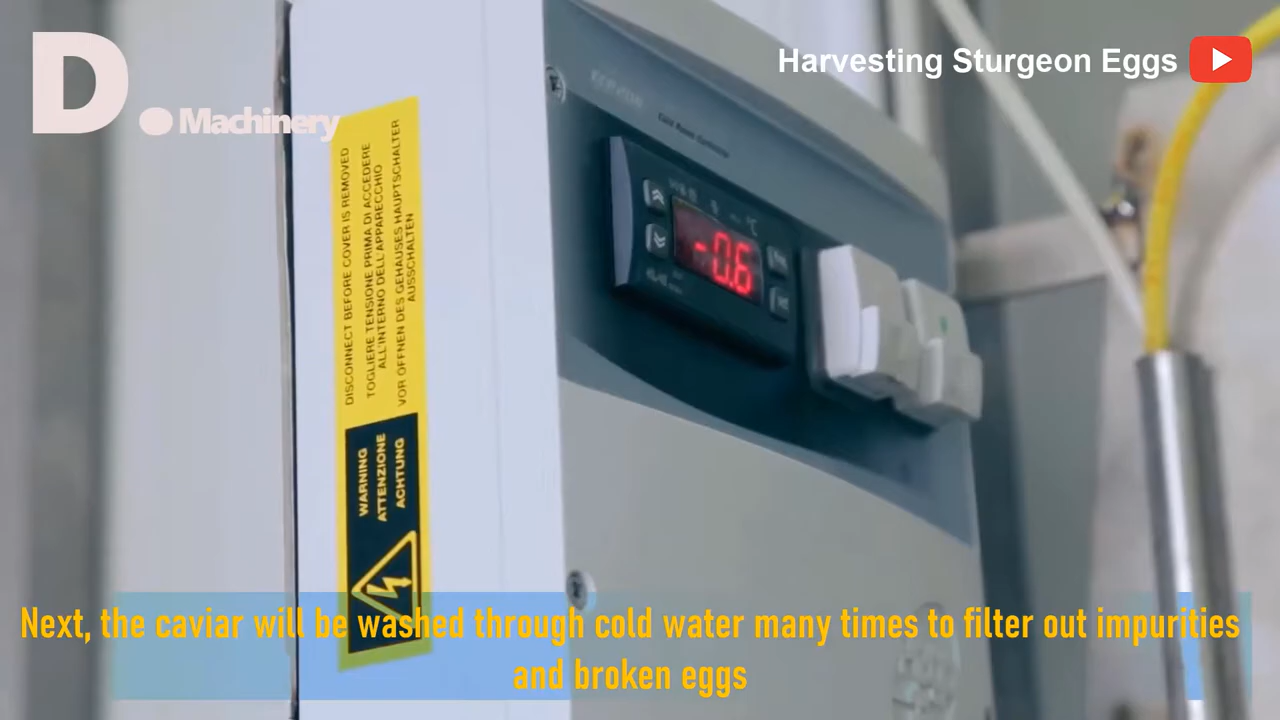 D. Machinery
Harvesting Sturgeon Eggs
DISCONNECT BEFORE COVER IS REMOVED
TOGLIERE TENSIONE PRIMA DI ACCEDERE
ALL'INTERNO DELL'APPARECCHIO
VOR OFFNEN DES GEHAUSES HAUPTSCHALTER
AUSSCHALTEN
WARNING
ATTENZIONE
ACHTUNG
°C
-0.6
Next, the caviar will be washed through cold water many times to filter out impurities
and broken eggs